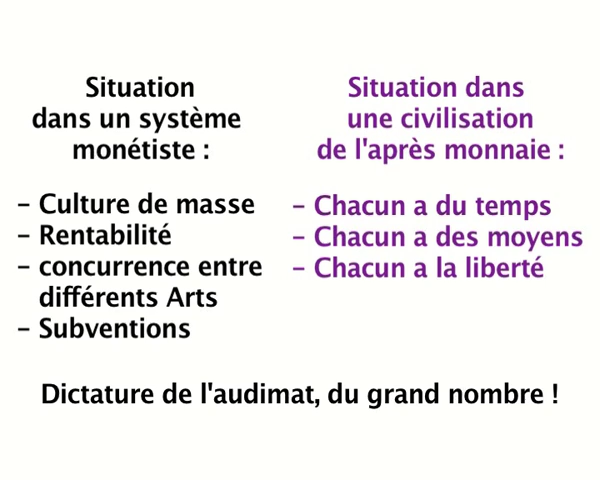 Situation
dans un système
monétiste :
– Culture de masse
– Rentabilité
– concurrence entre
différents Arts
– Subventions
Situation dans
une civilisation
de l'après monnaie :
– Chacun a du temps
– Chacun a des moyens
– Chacun a la liberté
Dictature de l'audimat, du grand nombre !